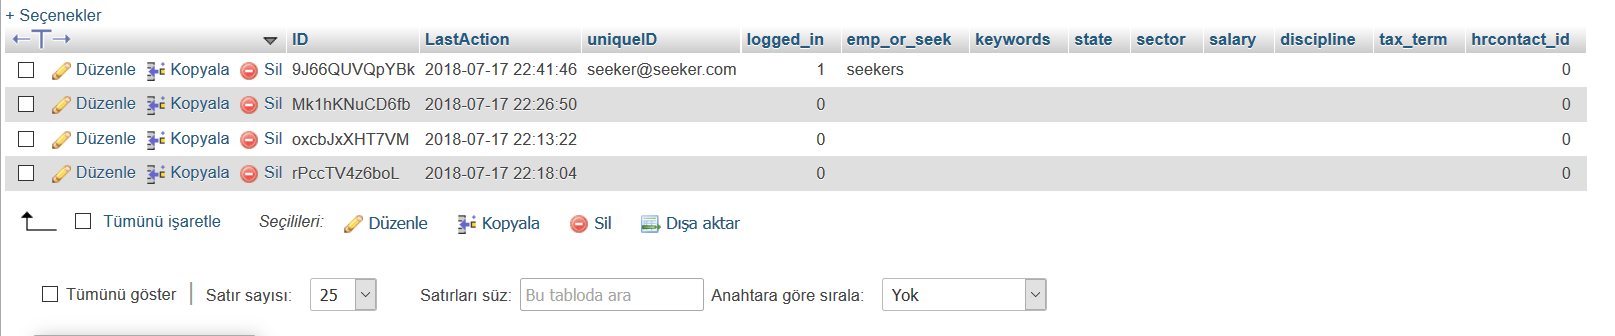 + Seçenekler
ID LastAction uniqueID logged_in emp_or_seek keywords state sector salary discipline tax_term hrcontact_id
Düzenle Kopyala Sil 9J66QUVQpYBk 2018-07-17 22:41:46 seeker@seeker.com 1 seekers 0
Düzenle Kopyala Sil Mk1hKNuCD6fb 2018-07-17 22:26:50 0 0
Düzenle Kopyala Sil oxcbJxXHT7VM 2018-07-17 22:13:22 0 0
Düzenle Kopyala Sil rPccTV4z6boL 2018-07-17 22:18:04 0 0
Tümünü işaretle Seçilileri: Düzenle Kopyala Sil Dışa aktar
Tümünü göster Satır sayısı: 25 Satırları süz: Bu tabloda ara Anahtara göre sırala: Yok